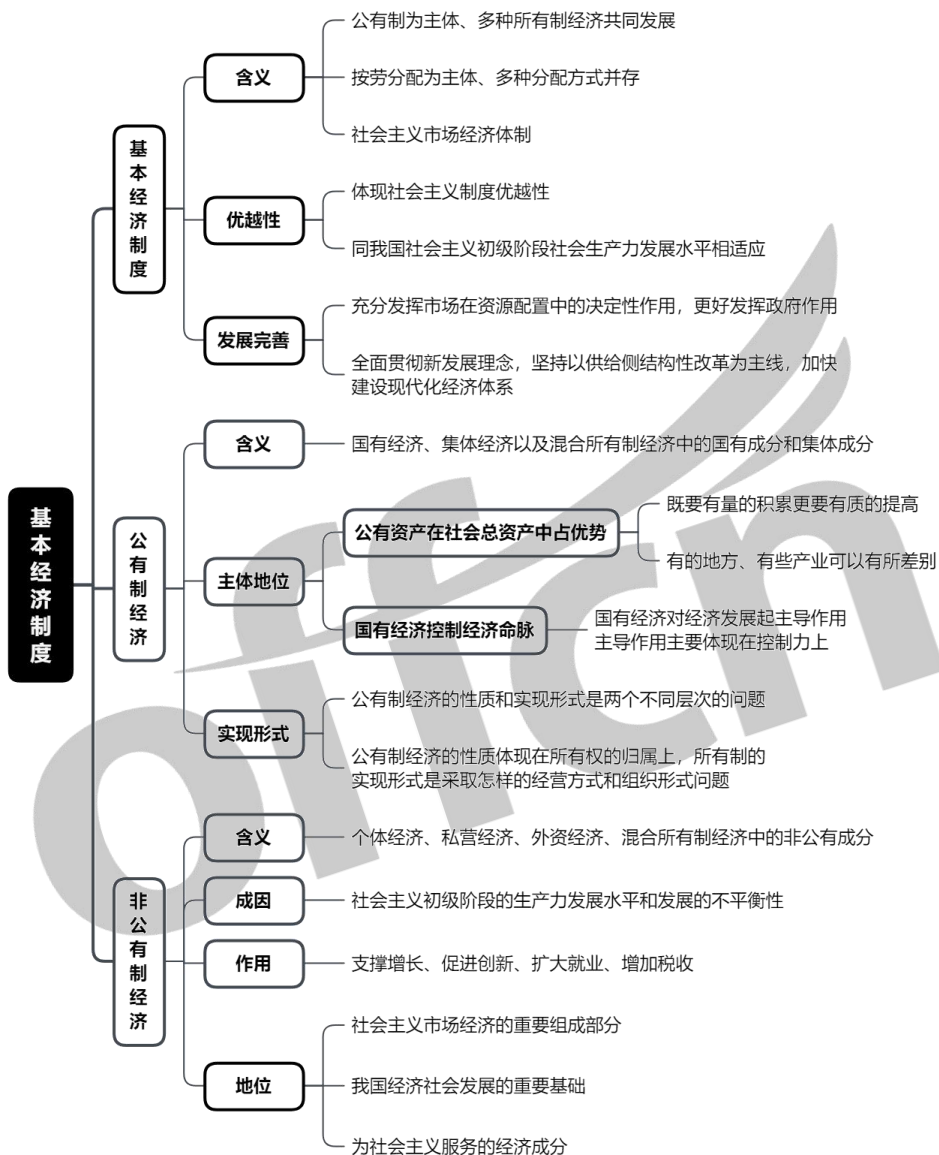 基本经济制度
基本经济制度
含义
公有制为主体、多种所有制经济共同发展
按劳分配为主体、多种分配方式并存
社会主义市场经济体制
优越性
体现社会主义制度优越性
同我国社会主义初级阶段社会生产力发展水平相适应
发展完善
充分发挥市场在资源配置中的决定性作用，更好发挥政府作用
全面贯彻新发展理念，坚持以供给侧结构性改革为主线，加快
建设现代化经济体系
公有制经济
含义
国有经济、集体经济以及混合所有制经济中的国有成分和集体成分
主体地位
公有资产在社会总资产中占优势
既要有量的积累更要有质的提高
有的地方、有些产业可以有所差别
国有经济控制经济命脉
国有经济对经济发展起主导作用
主导作用主要体现在控制力上
实现形式
公有制经济的性质和实现形式是两个不同层次的问题
公有制经济的性质体现在所有权的归属上，所有制的
实现形式是采取怎样的经营方式和组织形式问题
非公有制经济
含义
个体经济、私营经济、外资经济、混合所有制经济中的非公有成分
成因
社会主义初级阶段的生产力发展水平和发展的不平衡性
作用
支撑增长、促进创新、扩大就业、增加税收
地位
社会主义市场经济的重要组成部分
我国经济社会发展的重要基础
为社会主义服务的经济成分
offcn